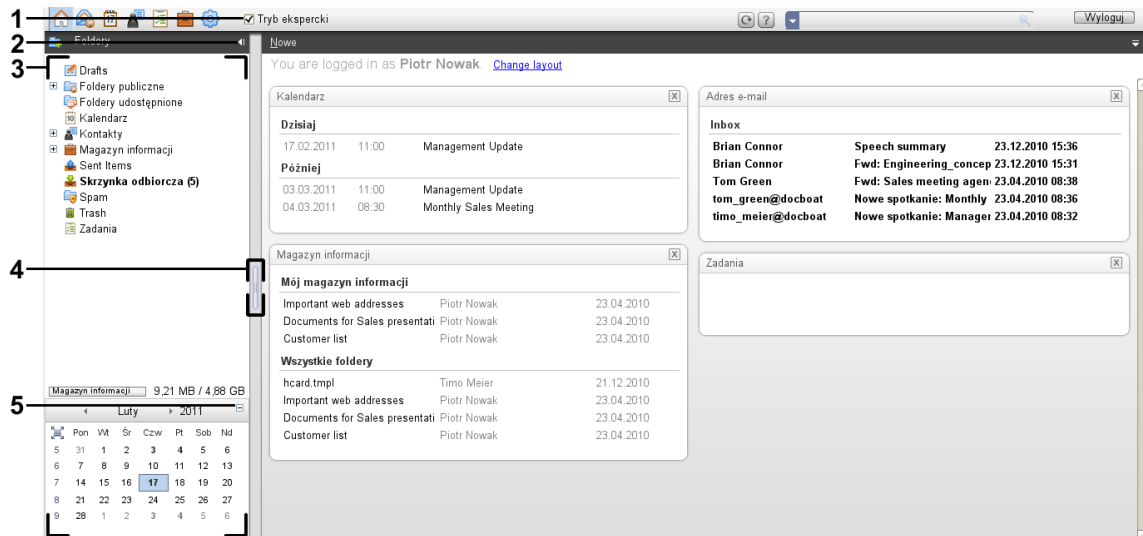 1
Tryb ekspercki
?
Wyloguj
2
Foldery
Nowe
3
You are logged in as Piotr Nowak Change layout
Drafts
Foldery publiczne
Foldery udostępnione
Kalendarz
Kontakty
Magazyn informacji
Sent Items
Skrzynka odbiorcza (5)
Spam
Trash
Zadania
4
Magazyn informacji 9,21 MB / 4,88 GB
5
Luty 2011
Pon Wt Śr Czw Pt Sob Nd
5 31 1 2 3 4 5 6
6 7 8 9 10 11 12 13
7 14 15 16 17 18 19 20
8 21 22 23 24 25 26 27
9 28 1 2 3 4 5 6
Kalendarz X
Dzisiaj
17.02.2011 11:00 Management Update
Później
03.03.2011 11:00 Management Update
04.03.2011 08:30 Monthly Sales Meeting
Magazyn informacji X
Mój magazyn informacji
Important web addresses Piotr Nowak 23.04.2010
Documents for Sales presentati Piotr Nowak 23.04.2010
Customer list Piotr Nowak 23.04.2010
Wszystkie foldery
hcard.tmpl Timo Meier 21.12.2010
Important web addresses Piotr Nowak 23.04.2010
Documents for Sales presentati Piotr Nowak 23.04.2010
Customer list Piotr Nowak 23.04.2010
Adres e-mail X
Inbox
Brian Connor Speech summary 23.12.2010 15:36
Brian Connor Fwd: Engineering_concep 23.12.2010 15:31
Tom Green Fwd: Sales meeting agen 23.04.2010 08:38
tom_green@docboat Nowe spotkanie: Monthly 23.04.2010 08:36
timo_meier@docboat Nowe spotkanie: Manager 23.04.2010 08:32
Zadania X